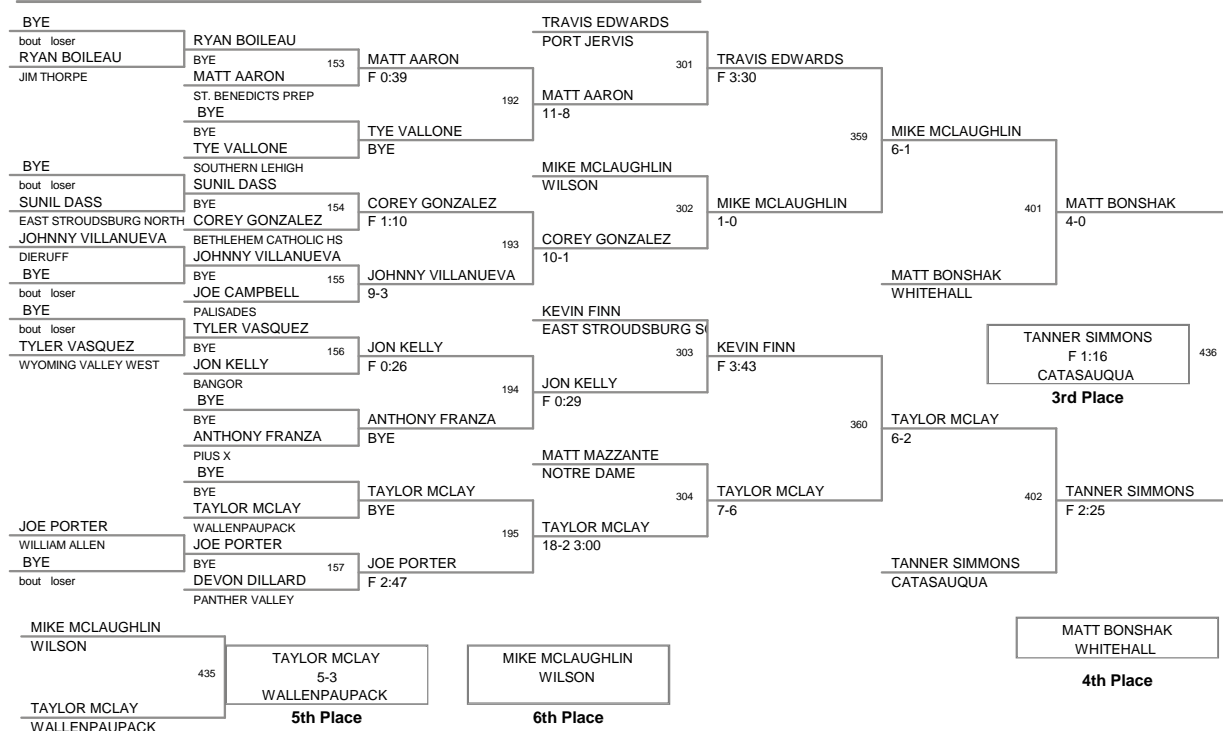 BYE
bout loser
RYAN BOILEAU
JIM THORPE
BYE
bout loser
SUNIL DASS
EAST STROUDSBURG NORTH
JOHNNY VILLANUEVA
DIERUFF
BYE
bout loser
BYE
bout loser
TYLER VASQUEZ
WYOMING VALLEY WEST
JOE PORTER
WILLIAM ALLEN
BYE
bout loser
RYAN BOILEAU
BYE
153
MATT AARON
ST. BENEDICTS PREP
BYE
BYE
TYE VALLONE
SOUTHERN LEHIGH
SUNIL DASS
BYE
154
COREY GONZALEZ
BETHLEHEM CATHOLIC HS
JOHNNY VILLANUEVA
BYE
155
JOE CAMPBELL
PALISADES
TYLER VASQUEZ
BYE
156
JON KELLY
BANGOR
BYE
BYE
ANTHONY FRANZA
PIUS X
BYE
BYE
TAYLOR MCLAY
WALLENPAUPACK
JOE PORTER
BYE
157
DEVON DILLARD
PANTHER VALLEY
MATT AARON
F 0:39
192
TYE VALLONE
BYE
COREY GONZALEZ
F 1:10
193
JOHNNY VILLANUEVA
9-3
JON KELLY
F 0:26
194
ANTHONY FRANZA
BYE
TAYLOR MCLAY
BYE
195
JOE PORTER
F 2:47
TRAVIS EDWARDS
PORT JERVIS
301
MATT AARON
11-8
MIKE MCLAUGHLIN
WILSON
302
COREY GONZALEZ
10-1
KEVIN FINN
EAST STROUDSBURG S
303
JON KELLY
F 0:29
MATT MAZZANTE
NOTRE DAME
304
TAYLOR MCLAY
18-2 3:00
TRAVIS EDWARDS
F 3:30
359
MIKE MCLAUGHLIN
1-0
KEVIN FINN
F 3:43
360
TAYLOR MCLAY
7-6
MIKE MCLAUGHLIN
6-1
401
MATT BONSHAK
WHITEHALL
TAYLOR MCLAY
6-2
402
TANNER SIMMONS
CATASAUQUA
MATT BONSHAK
4-0
TANNER SIMMONS
F 2:25
TANNER SIMMONS
F 1:16
CATASAUQUA
436
3rd Place
MATT BONSHAK
WHITEHALL
4th Place
MIKE MCLAUGHLIN
WILSON
435
TAYLOR MCLAY
WALLENPAUPACK
TAYLOR MCLAY
5-3
WALLENPAUPACK
5th Place
MIKE MCLAUGHLIN
WILSON
6th Place